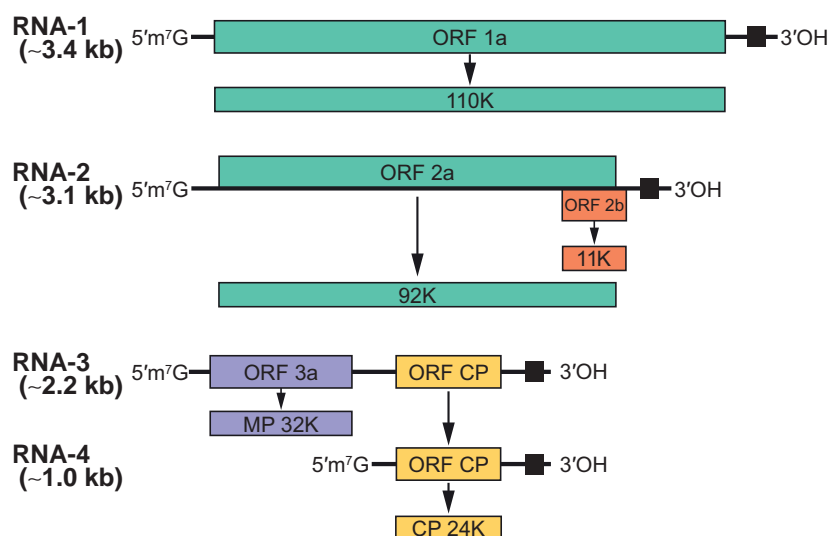 RNA-1
(~3.4 kb)
5′m⁷G
ORF 1a
3′OH
110K
RNA-2
(~3.1 kb)
5′m⁷G
ORF 2a
3′OH
ORF 2b
11K
92K
RNA-3
(~2.2 kb)
5′m⁷G
ORF 3a
ORF CP
3′OH
MP 32K
RNA-4
(~1.0 kb)
5′m⁷G
ORF CP
3′OH
CP 24K